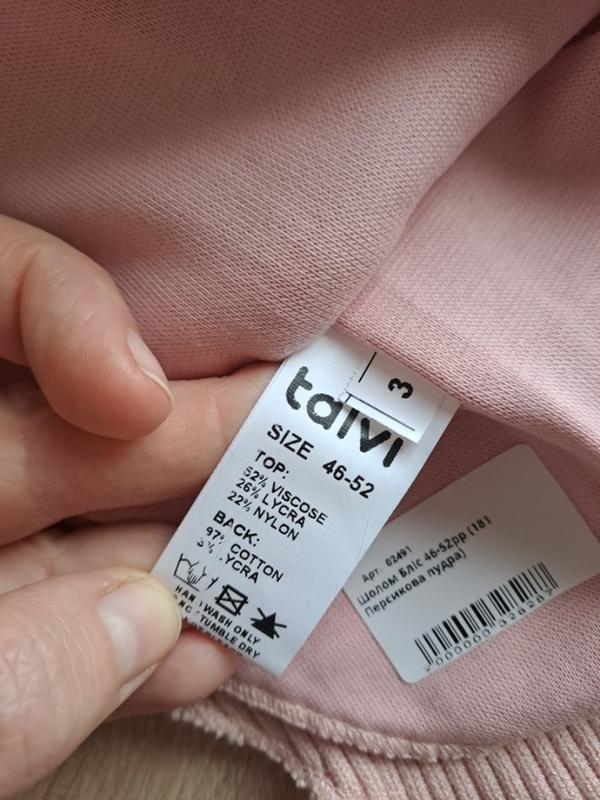 3
talvi
SIZE 46-52
TOP:
52% VISCOSE
26% LYCRA
22% NYLON
BACK:
97% COTTON
WASH ONLY
TUMBLE DRY
Арт. 02491
Шолом Бліс 46-52рр (18)
Персикова пудра)